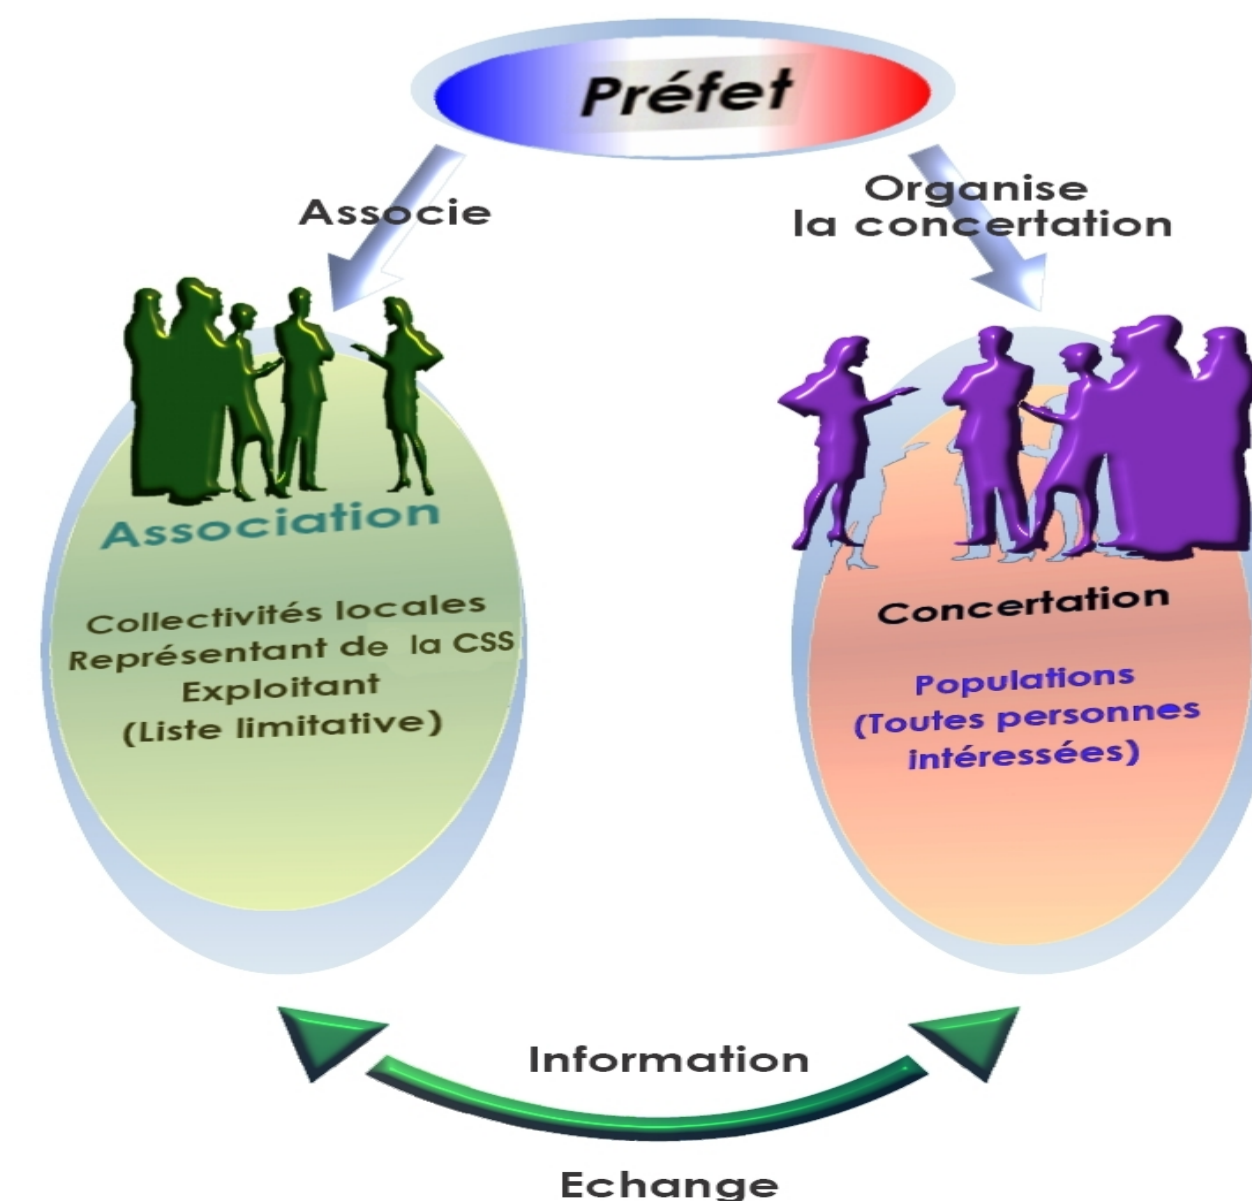 Préfet
Associe
Organise
la concertation
Association
Collectivités locales
Représentant de la CSS
Exploitant
(Liste limitative)
Concertation
Populations
(Toutes personnes
intéressées)
Information
Echange